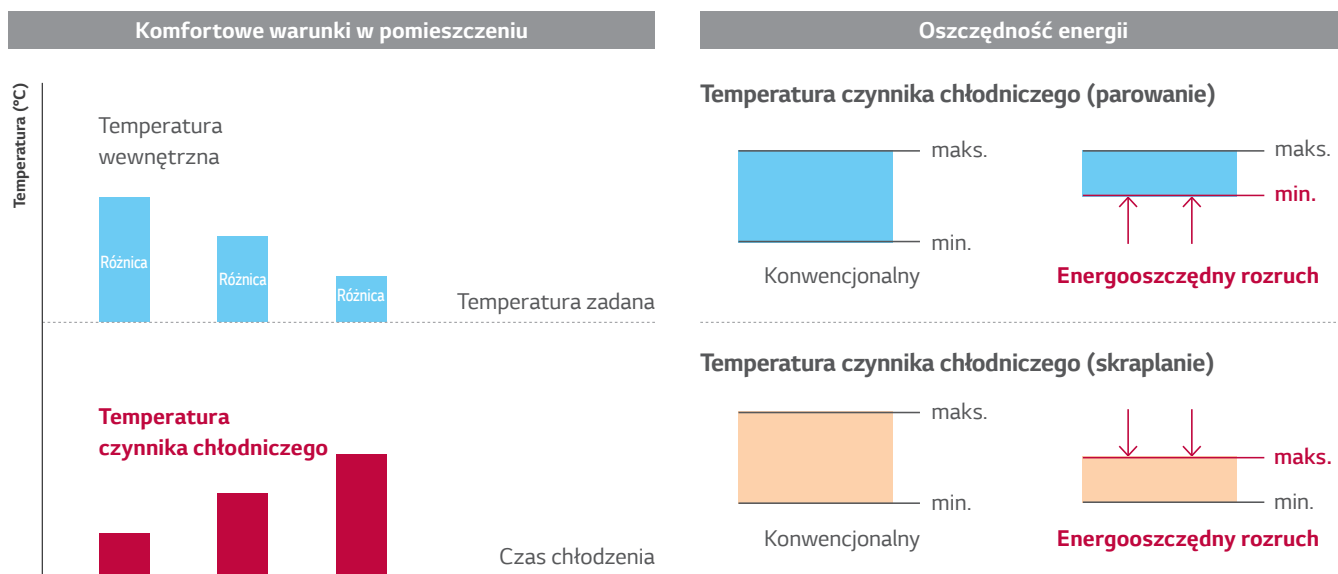 Komfortowe warunki w pomieszczeniu
Temperatura (°C)
Temperatura
wewnętrzna
Różnica
Różnica
Różnica
Temperatura zadana
Temperatura
czynnika chłodniczego
Czas chłodzenia
Oszczędność energii
Temperatura czynnika chłodniczego (parowanie)
maks.
min.
Konwencjonalny
maks.
min.
Energooszczędny rozruch
Temperatura czynnika chłodniczego (skraplanie)
maks.
min.
Konwencjonalny
maks.
min.
Energooszczędny rozruch